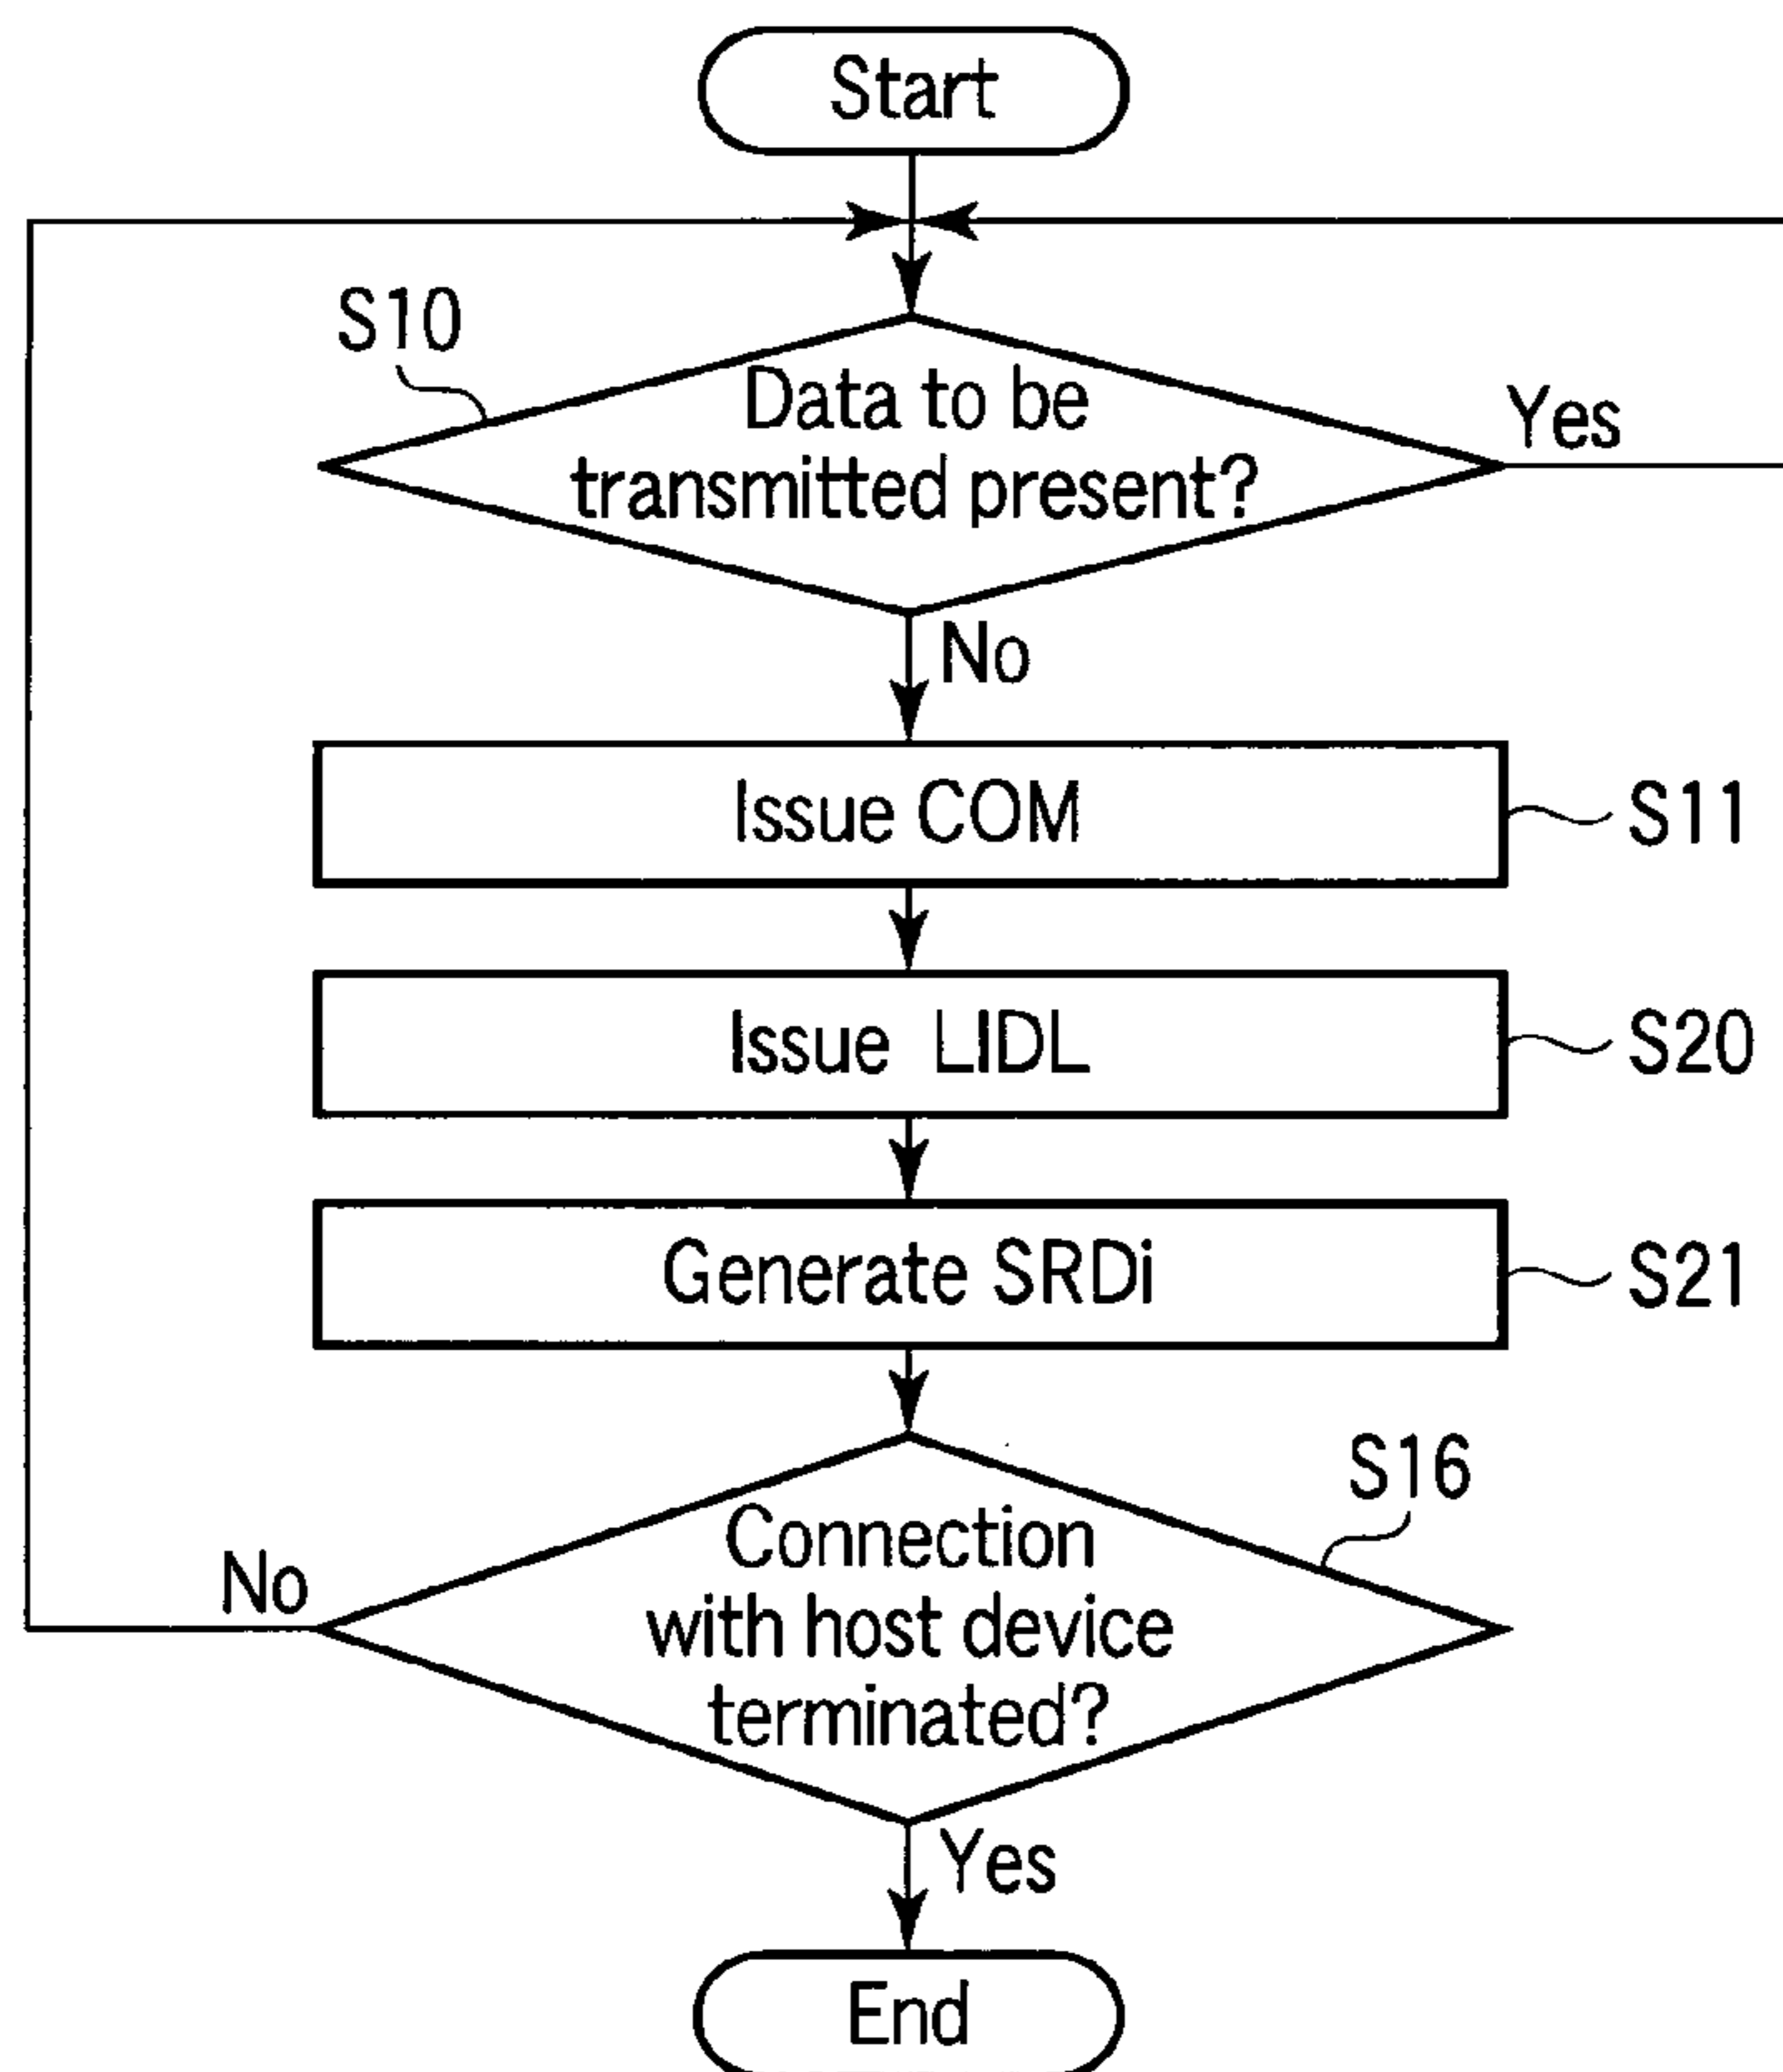 Start
S10
Data to be
transmitted present?
Yes
No
Issue COM
S11
Issue LIDL
S20
Generate SRDi
S21
S16
Connection
with host device
terminated?
No
Yes
End